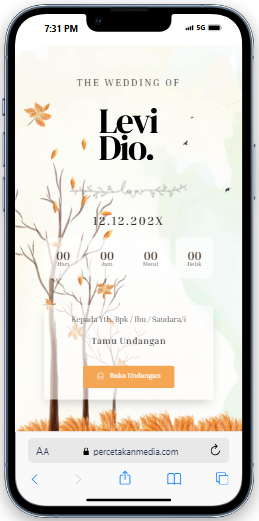 7:31 PM
5G
THE WEDDING OF
Levi
Dio.
12.12.202X
00 00 00 00
Hari Jam Menit Detik
Kepada Yth. Bpk / Ibu / Saudara/i
Tamu Undangan
Buka Undangan
AA percetakanmedia.com